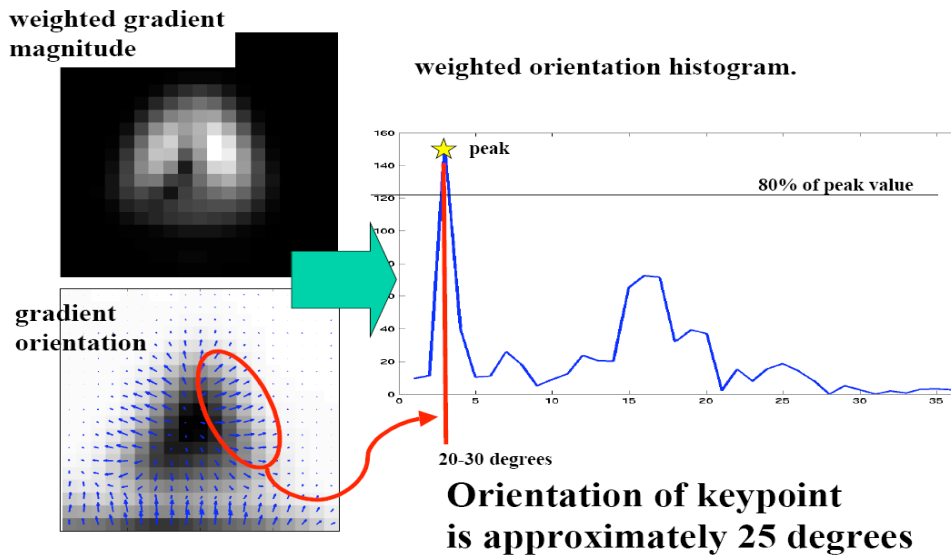 weighted gradient
magnitude
weighted orientation histogram.
160
peak
140
80% of peak value
120
100
80
60
40
20
0
0
5
10
15
20
25
30
35
gradient
orientation
20-30 degrees
Orientation of keypoint
is approximately 25 degrees